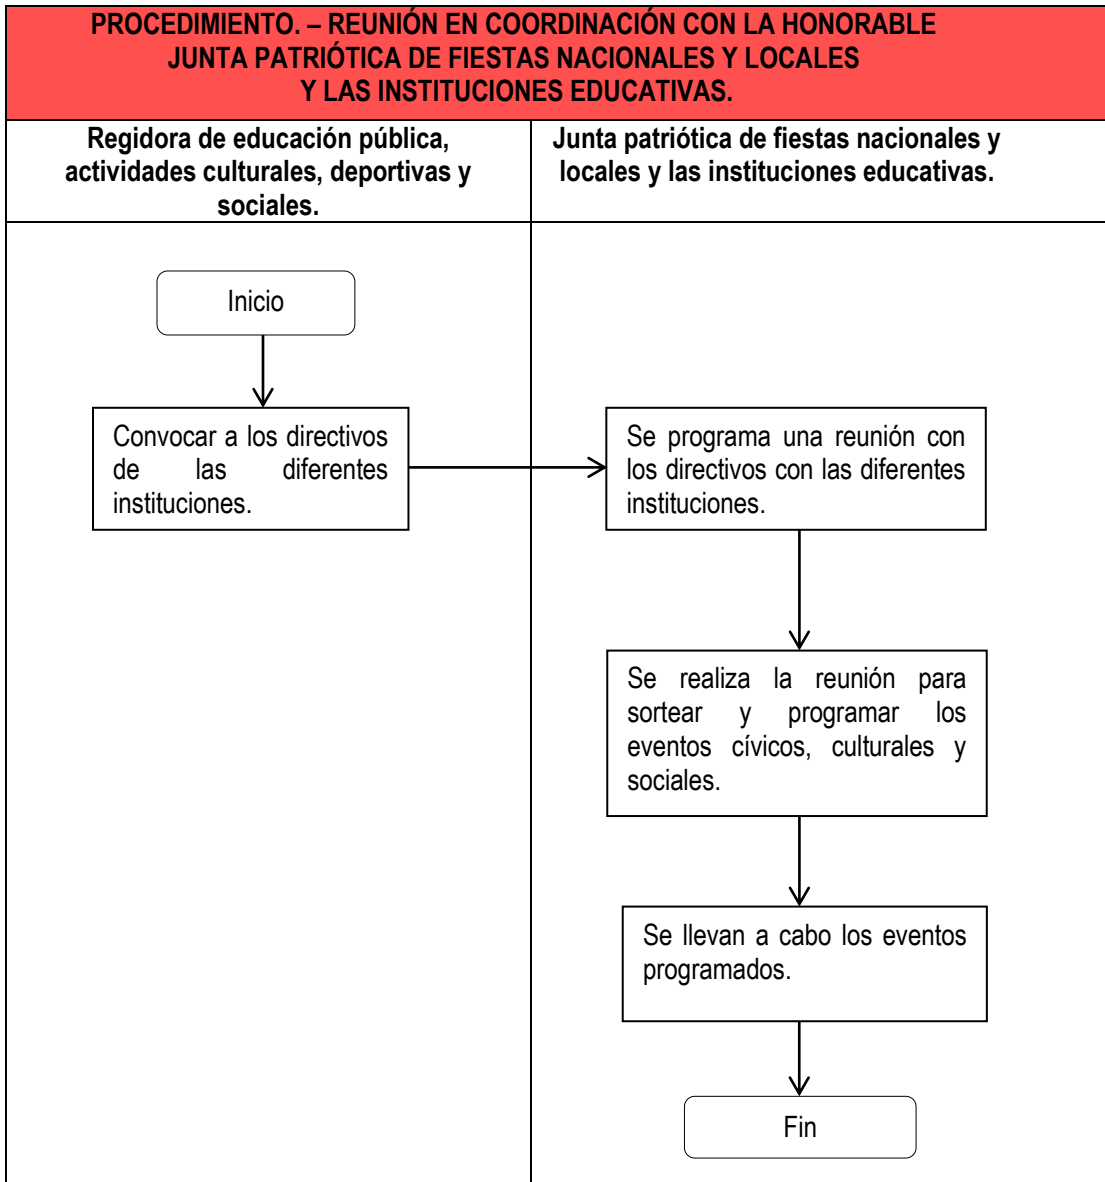 PROCEDIMIENTO. – REUNIÓN EN COORDINACIÓN CON LA HONORABLE
JUNTA PATRIÓTICA DE FIESTAS NACIONALES Y LOCALES
Y LAS INSTITUCIONES EDUCATIVAS.
Regidora de educación pública,
actividades culturales, deportivas y
sociales.
Junta patriótica de fiestas nacionales y
locales y las instituciones educativas.
Inicio
Convocar a los directivos
de las diferentes
instituciones.
Se programa una reunión con
los directivos con las diferentes
instituciones.
Se realiza la reunión para
sortear y programar los
eventos cívicos, culturales y
sociales.
Se llevan a cabo los eventos
programados.
Fin